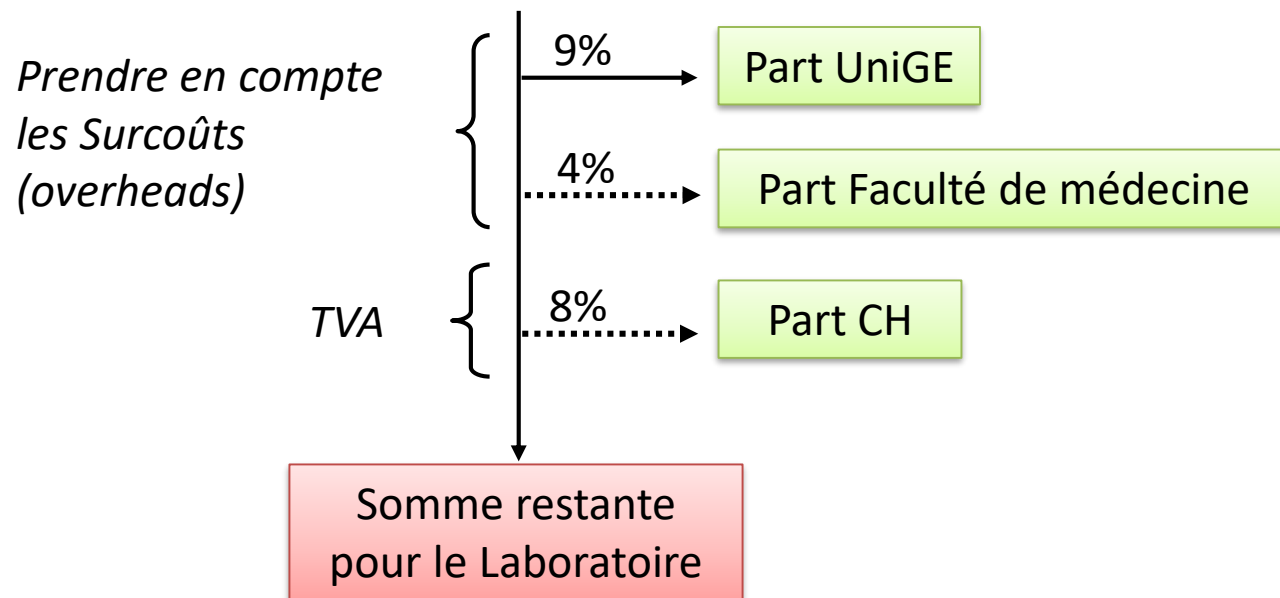 Prendre en compte
les Surcoûts
(overheads)
9%
Part UniGE
4%
Part Faculté de médecine
TVA
8%
Part CH
Somme restante
pour le Laboratoire